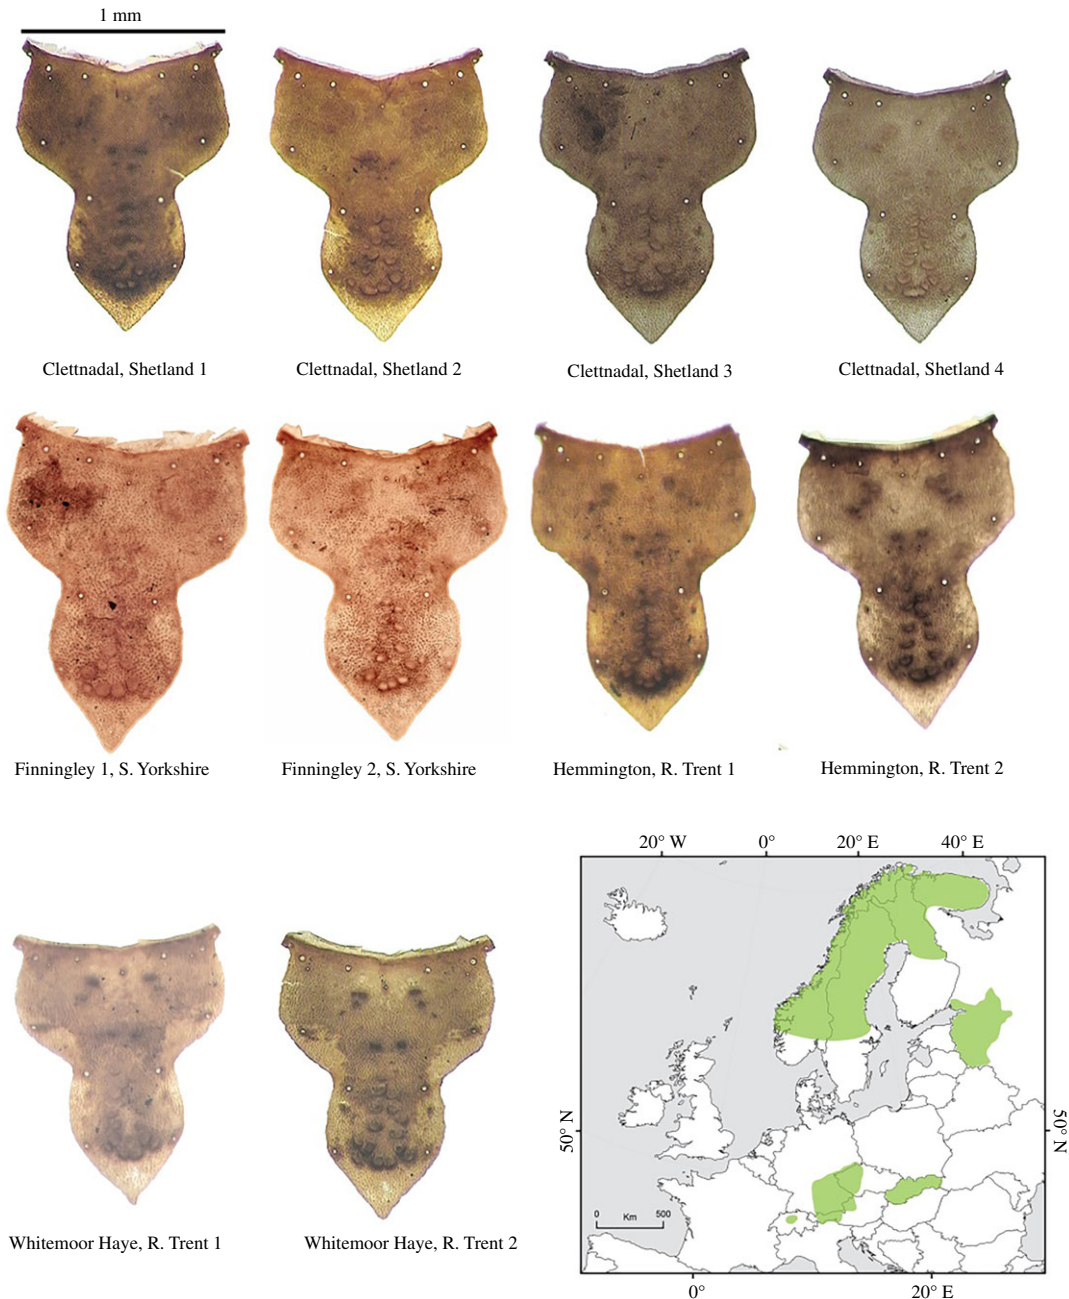 1 mm
Clettnadal, Shetland 1
Clettnadal, Shetland 2
Clettnadal, Shetland 3
Clettnadal, Shetland 4
Finningley 1, S. Yorkshire
Finningley 2, S. Yorkshire
Hemmington, R. Trent 1
Hemmington, R. Trent 2
20° W
0°
20° E
40° E
50° N
50° N
0
Km
500
0°
20° E
Whitemoor Haye, R. Trent 1
Whitemoor Haye, R. Trent 2